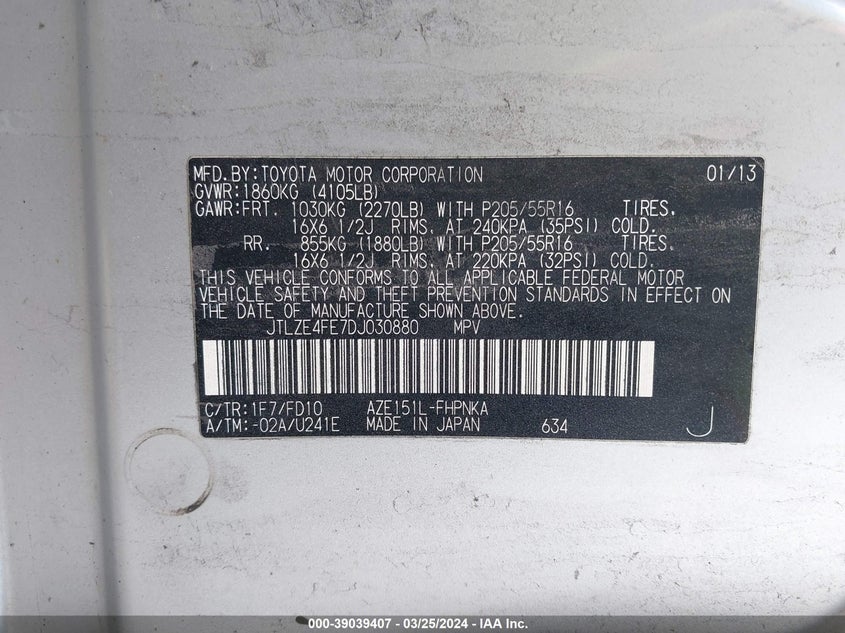 MFD.BY:TOYOTA MOTOR CORPORATION 01/13
GVWR:1860KG (4105LB)
GAWR:FRT. 1030KG (2270LB) WITH P205/55R16 TIRES,
16X6 1/2J RIMS, AT 240KPA (35PSI) COLD.
RR. 855KG (1880LB) WITH P205/55R16 TIRES,
16X6 1/2J RIMS, AT 220KPA (32PSI) COLD.
THIS VEHICLE CONFORMS TO ALL APPLICABLE FEDERAL MOTOR
VEHICLE SAFETY AND THEFT PREVENTION STANDARDS IN EFFECT ON
THE DATE OF MANUFACTURE SHOWN ABOVE.
JTLZE4FE7DJ030880 MPV
C/TR:1F7/FD10 AZE151L-FHPNKA
A/TM:-02A/U241E MADE IN JAPAN 634 J
000-39039407 - 03/25/2024 - IAA Inc.